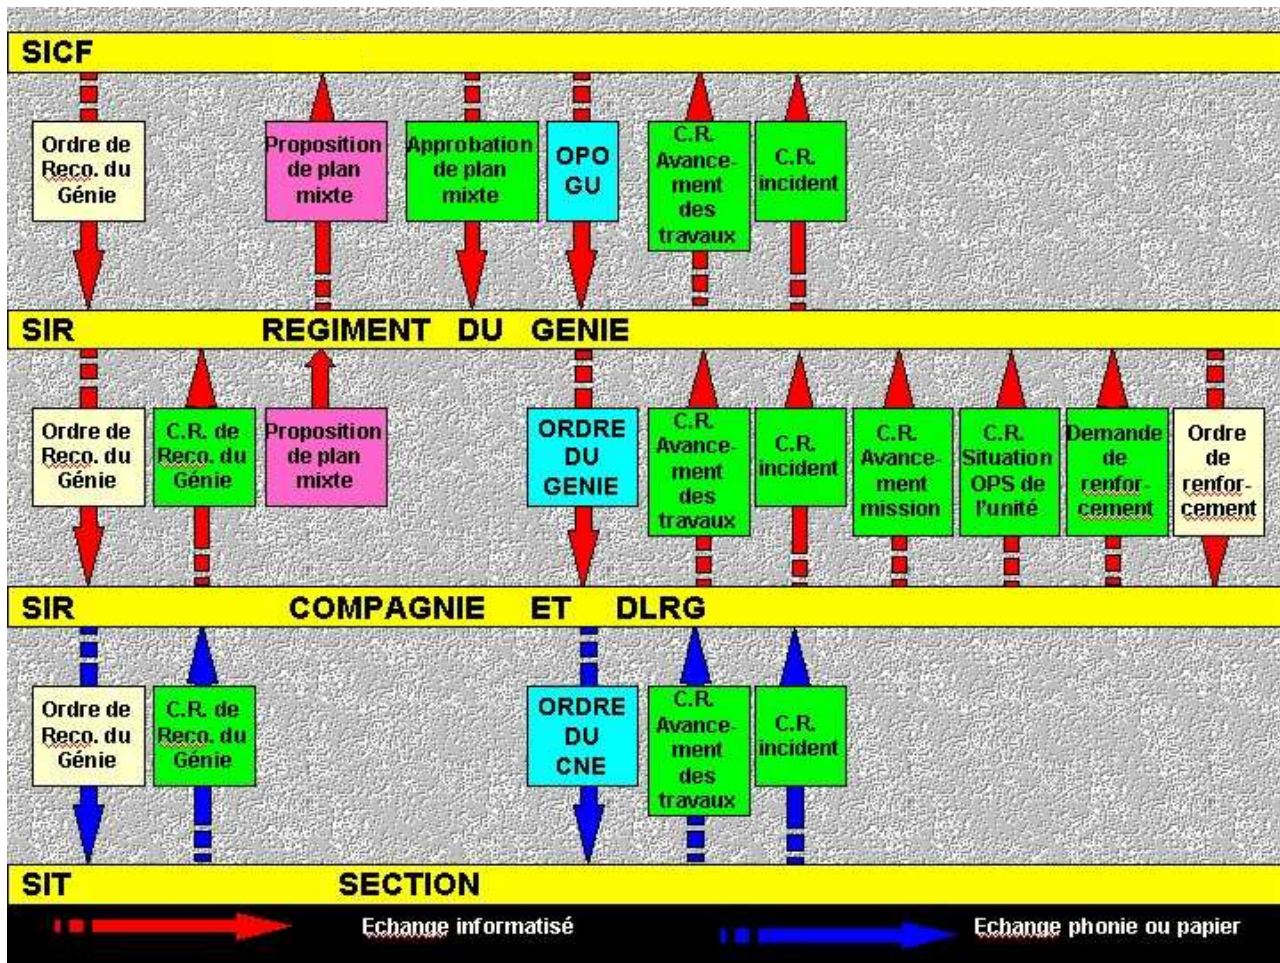 SICF
Ordre de
Reco. du
Génie
Proposition
de plan
mixte
Approbation
de plan
mixte
OPO
GU
C.R.
Avance-
ment
des
travaux
C.R.
incident
SIR REGIMENT DU GENIE
Ordre de
Reco. du
Génie
C.R. de
Reco. du
Génie
Proposition
de plan
mixte
ORDRE
DU
GENIE
C.R.
Avance-
ment
des
travaux
C.R.
incident
C.R.
Avance-
ment
mission
C.R.
Situation
OPS de
l'unité
Demande
de
renfor-
cement
Ordre
de
renfor-
cement
SIR COMPAGNIE ET DLRG
Ordre de
Reco. du
Génie
C.R. de
Reco. du
Génie
ORDRE
DU
CNE
C.R.
Avance-
ment
des
travaux
C.R.
incident
SIT SECTION
Echange informatisé
Echange phonie ou papier